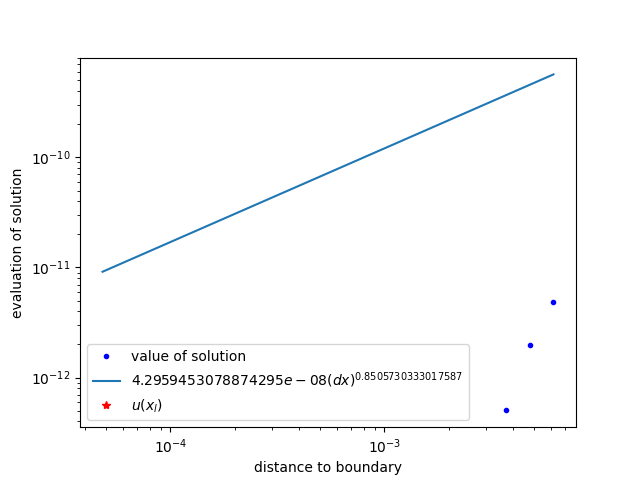 evaluation of solution
10⁻¹⁰
10⁻¹¹
10⁻¹²
value of solution
4.2959453078874295e − 08(dx)^0.8505730333017587
u(x_l)
10⁻⁴
10⁻³
distance to boundary